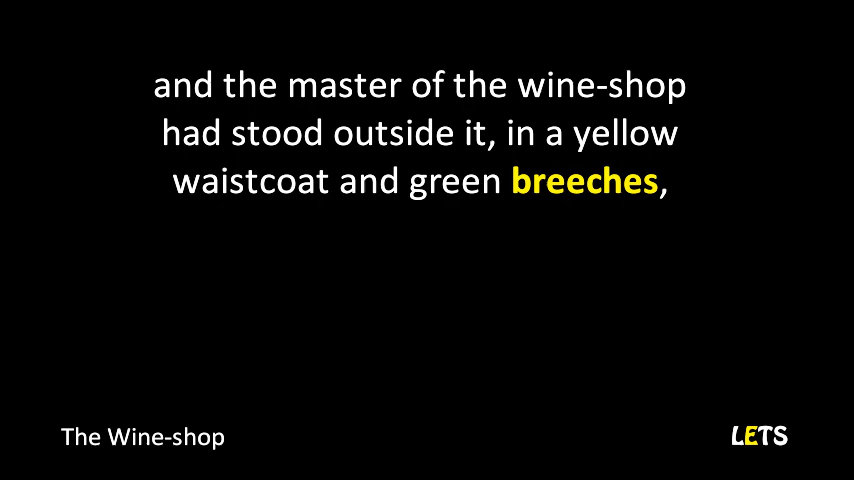 and the master of the wine-shop
had stood outside it, in a yellow
waistcoat and green breeches,
The Wine-shop
LETS